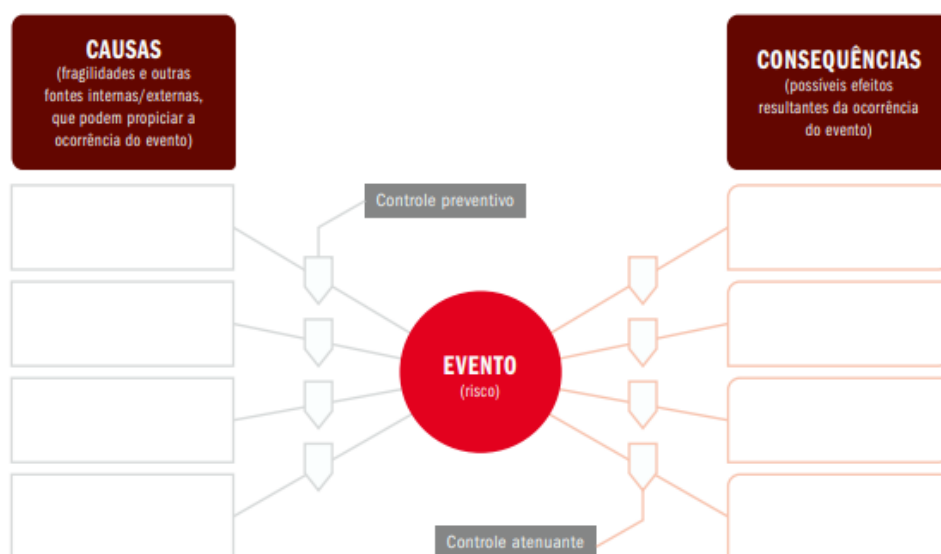 CAUSAS
(fragilidades e outras
fontes internas/externas,
que podem propiciar a
ocorrência do evento)
CONSEQUÊNCIAS
(possíveis efeitos
resultantes da ocorrência
do evento)
Controle preventivo
EVENTO
(risco)
Controle atenuante